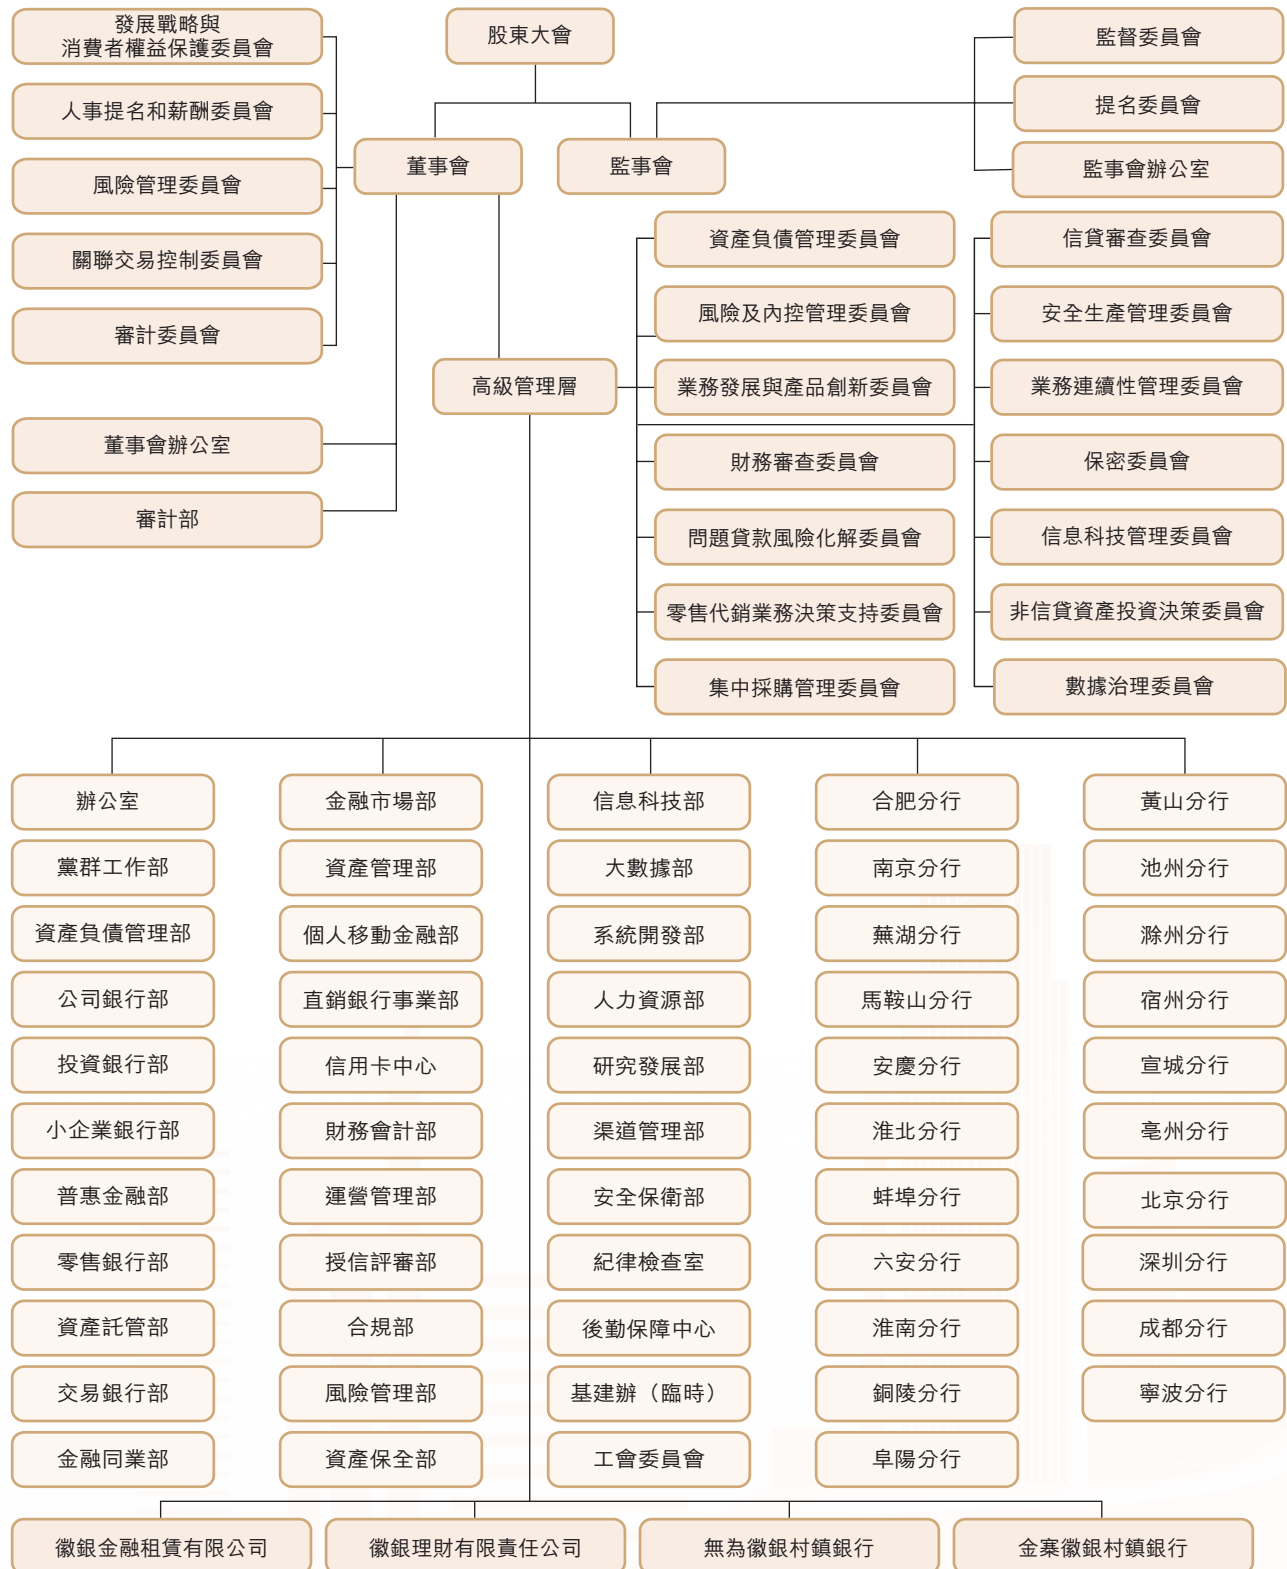 發展戰略與
消費者權益保護委員會
人事提名和薪酬委員會
風險管理委員會
關聯交易控制委員會
審計委員會
董事會辦公室
審計部
股東大會
董事會
監事會
監督委員會
提名委員會
監事會辦公室
高級管理層
資產負債管理委員會
風險及內控管理委員會
業務發展與產品創新委員會
財務審查委員會
問題貸款風險化解委員會
零售代銷業務決策支持委員會
集中採購管理委員會
信貸審查委員會
安全生產管理委員會
業務連續性管理委員會
保密委員會
信息科技管理委員會
非信貸資產投資決策委員會
數據治理委員會
辦公室
黨群工作部
資產負債管理部
公司銀行部
投資銀行部
小企業銀行部
普惠金融部
零售銀行部
資產託管部
交易銀行部
金融同業部
金融市場部
資產管理部
個人移動金融部
直銷銀行事業部
信用卡中心
財務會計部
運營管理部
授信評審部
合規部
風險管理部
資產保全部
信息科技部
大數據部
系統開發部
人力資源部
研究發展部
渠道管理部
安全保衛部
紀律檢查室
後勤保障中心
基建辦（臨時）
工會委員會
合肥分行
南京分行
蕪湖分行
馬鞍山分行
安慶分行
淮北分行
蚌埠分行
六安分行
淮南分行
銅陵分行
阜陽分行
黃山分行
池州分行
滁州分行
宿州分行
宣城分行
亳州分行
北京分行
深圳分行
成都分行
寧波分行
徽銀金融租賃有限公司
徽銀理財有限責任公司
無為徽銀村鎮銀行
金寨徽銀村鎮銀行